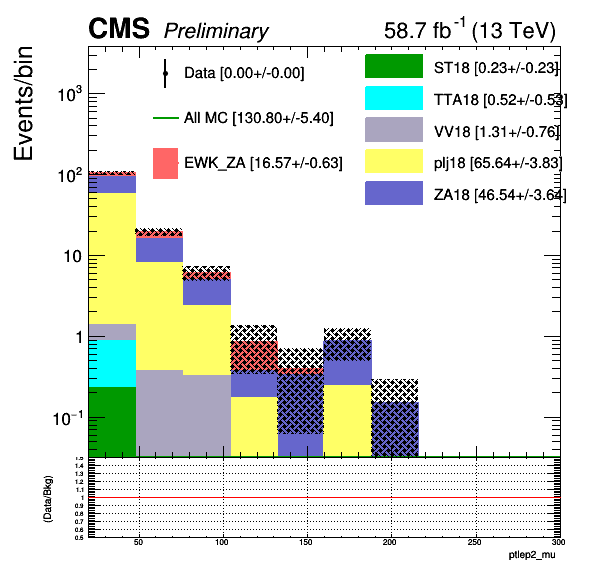 CMS Preliminary 58.7 fb⁻¹ (13 TeV)
Events/bin
Data [0.00+/-0.00]
All MC [130.80+/-5.40]
EWK_ZA [16.57+/-0.63]
ST18 [0.23+/-0.23]
TTA18 [0.52+/-0.53]
VV18 [1.31+/-0.76]
plj18 [65.64+/-3.83]
ZA18 [46.54+/-3.64]
10³
10²
10
1
10⁻¹
(Data/Bkg)
1.5
1.4
1.3
1.2
1.1
1
0.9
0.8
0.7
0.6
0.5
50 100 150 200 250 300
ptlep2_mu